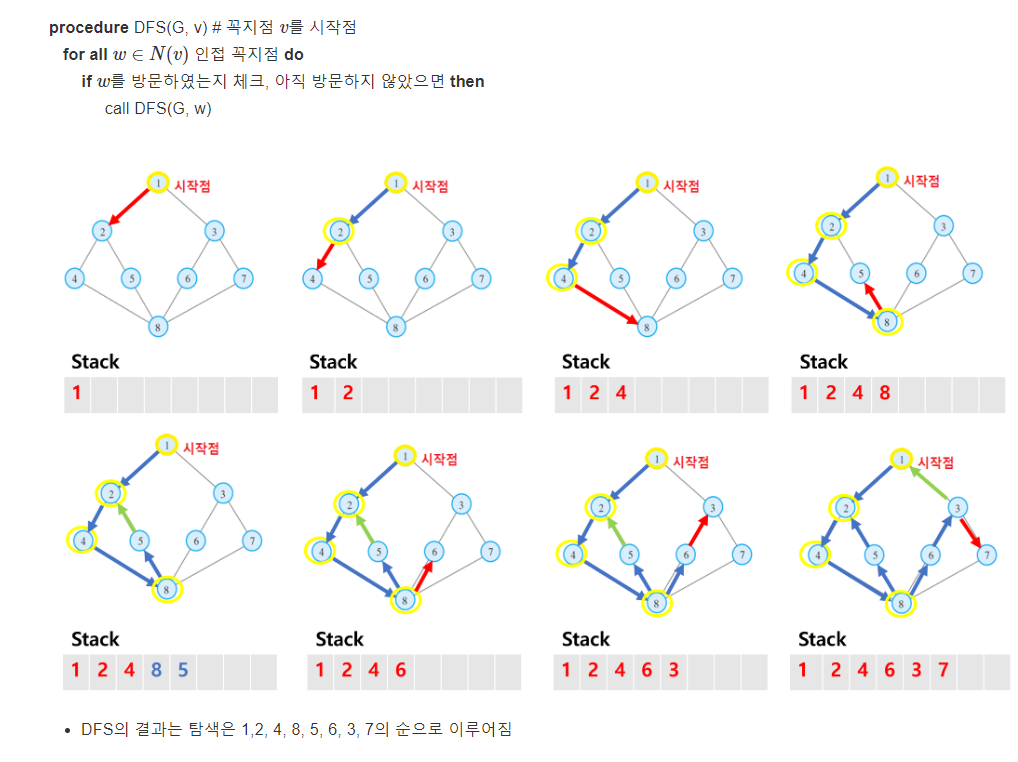 procedure DFS(G, v) # 꼭지점 v를 시작점
for all w ∈ N(v) 인접 꼭지점 do
if w를 방문하였는지 체크, 아직 방문하지 않았으면 then
call DFS(G, w)
1 시작점
2 3
4 5 6 7
8
Stack
1
1 시작점
2 3
4 5 6 7
8
Stack
1 2
1 시작점
2 3
4 5 6 7
8
Stack
1 2 4
1 시작점
2 3
4 5 6 7
8
Stack
1 2 4 8
1 시작점
2 3
4 5 6 7
8
Stack
1 2 4 8 5
1 시작점
2 3
4 5 6 7
8
Stack
1 2 4 6
1 시작점
2 3
4 5 6 7
8
Stack
1 2 4 6 3
1 시작점
2 3
4 5 6 7
8
Stack
1 2 4 6 3 7
• DFS의 결과는 탐색은 1,2, 4, 8, 5, 6, 3, 7의 순으로 이루어짐